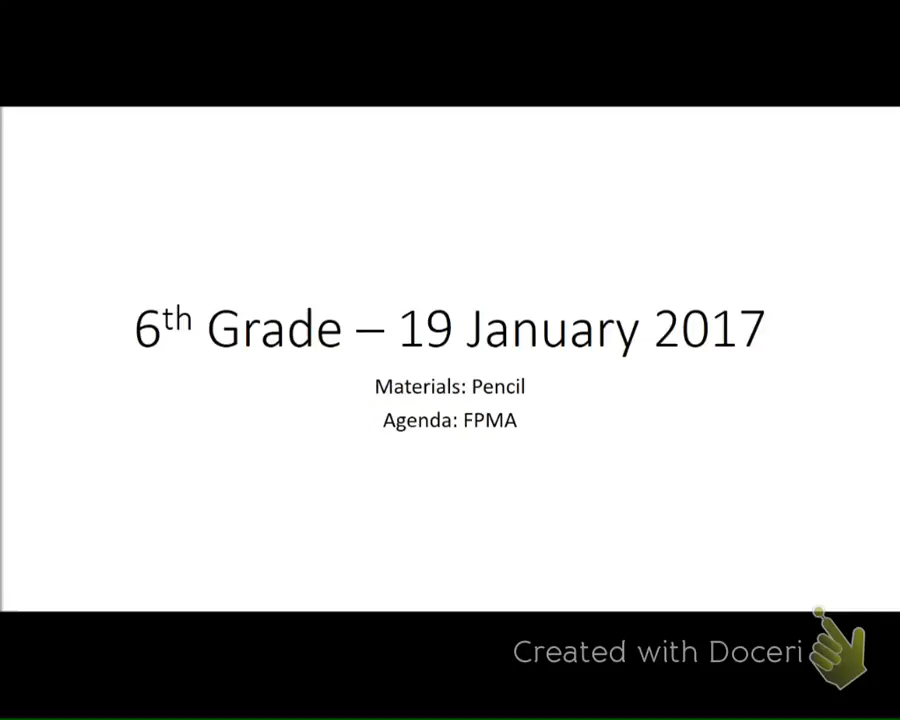 6th Grade – 19 January 2017
Materials: Pencil
Agenda: FPMA
Created with Doceri